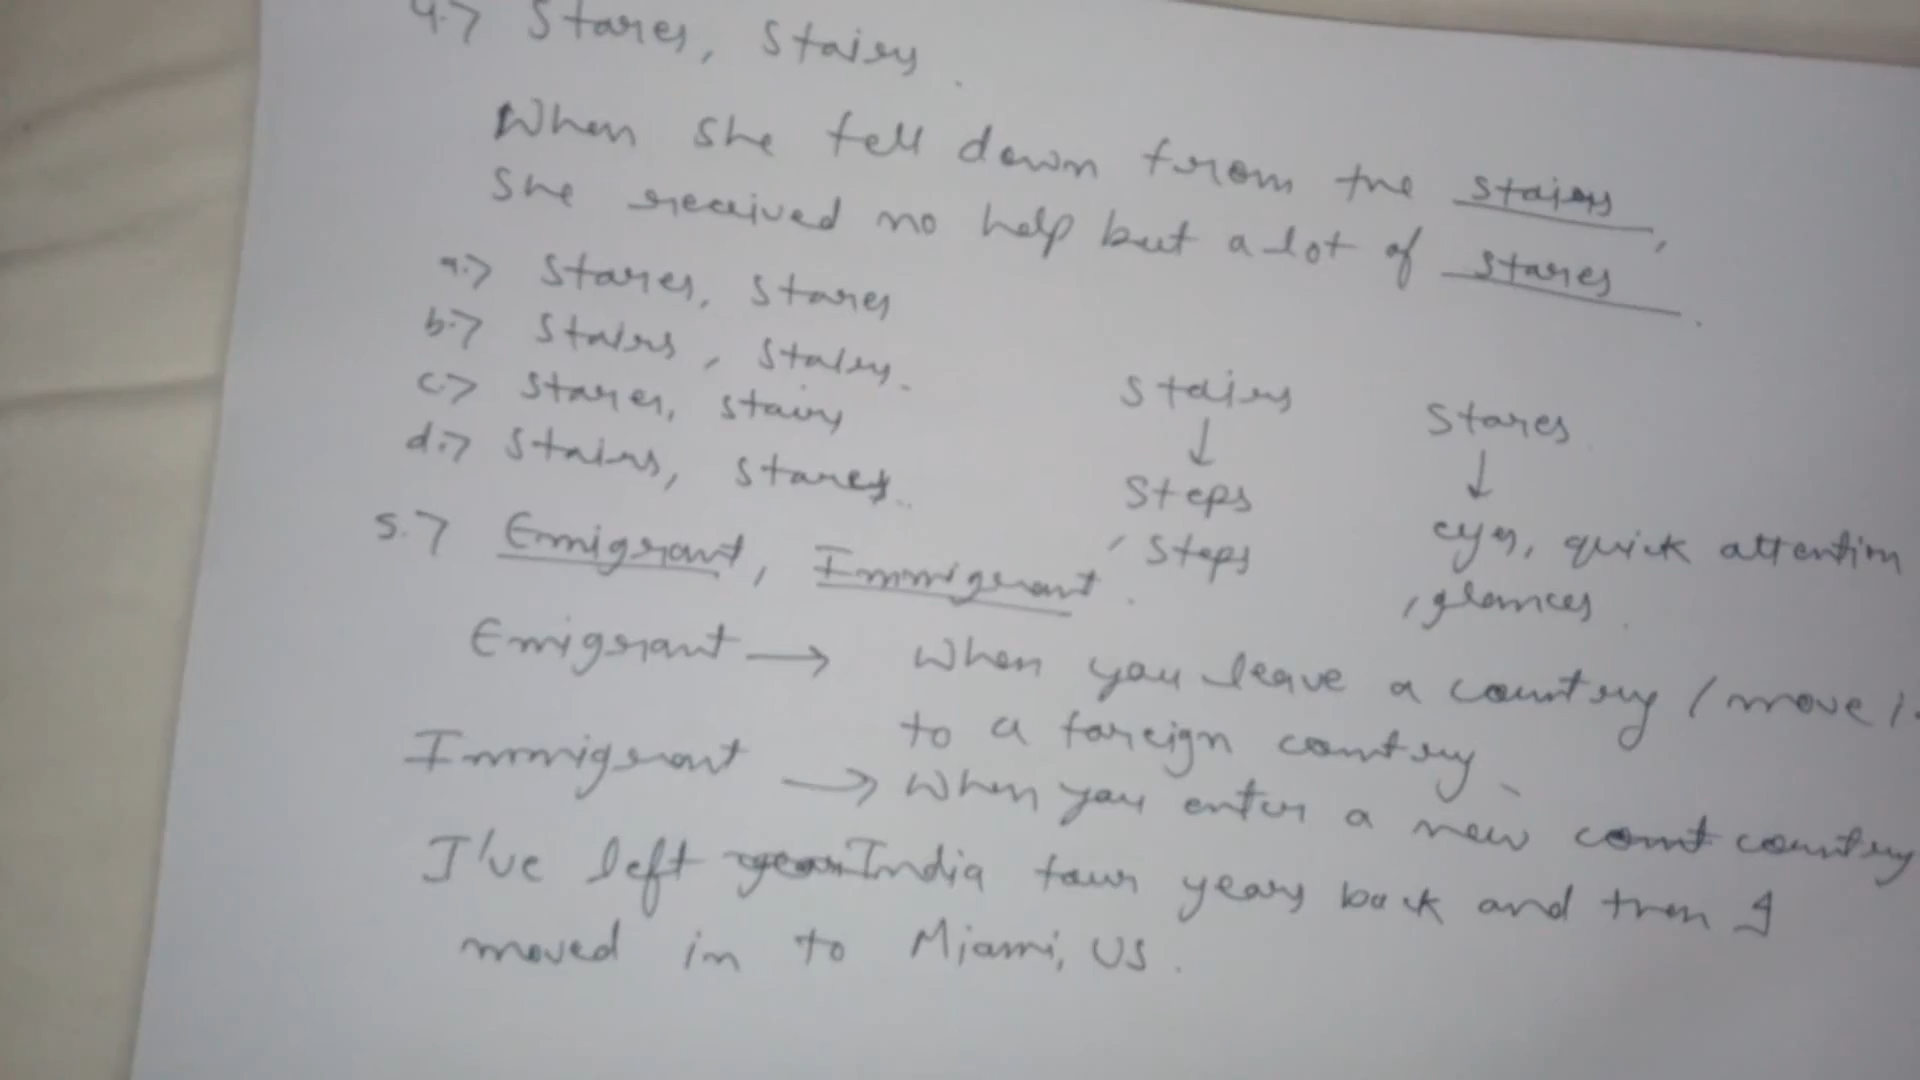 4.> Stares, Stairs.
When she fell down from the stairs,
She received no help but a lot of stares.
a.> Stares, Stares
b.> Stairs, Stairs.
c.> Stares, stairs
d.> Stairs, Stares.
Stairs
↓
Steps
, Steps
Stares
↓
eyes, quick attention
, glances.
5.> Emigrant, Immigrant.
Emigrant → When you leave a country / move
to a foreign country.
Immigrant → When you enter a new count country
I've left India four years back and then I
moved in to Miami, US.